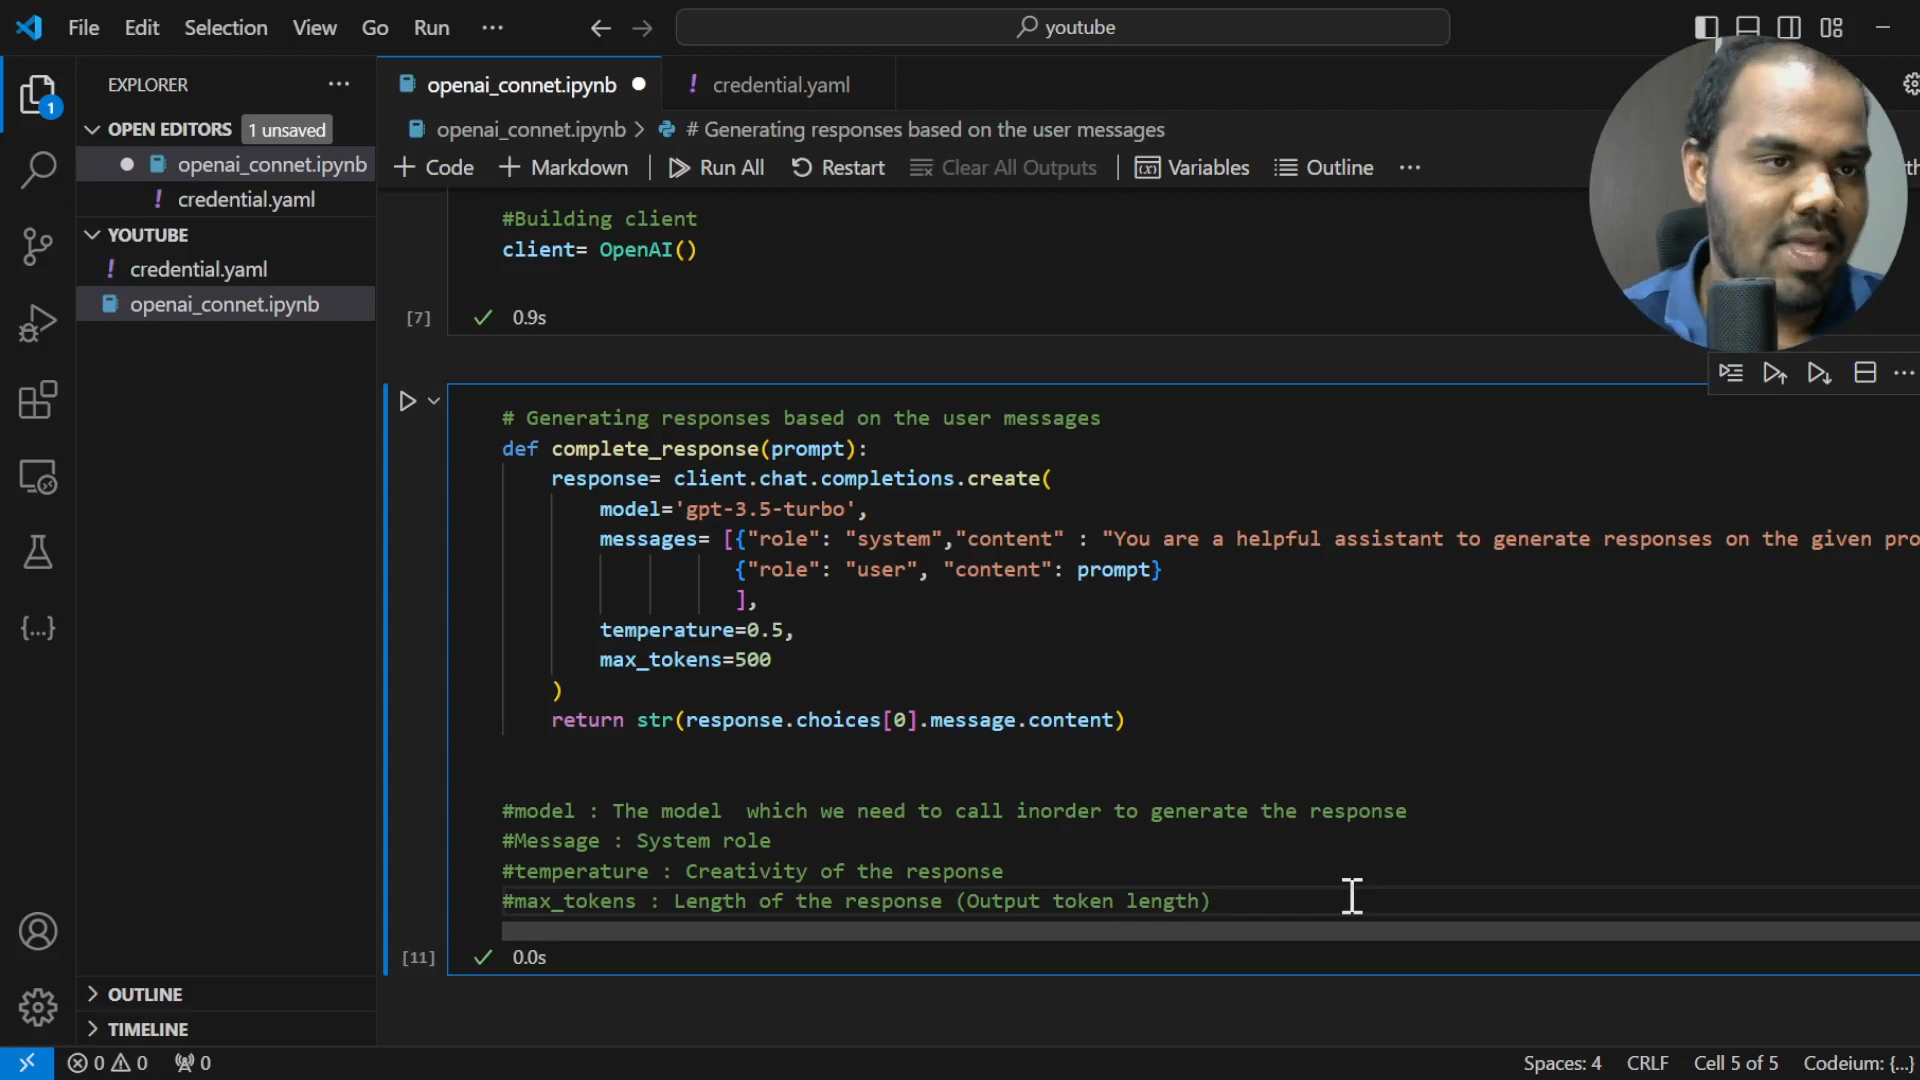 File Edit Selection View Go Run ··· youtube
EXPLORER ···
OPEN EDITORS 1 unsaved
openai_connet.ipynb
! credential.yaml
YOUTUBE
! credential.yaml
openai_connet.ipynb
OUTLINE
TIMELINE
openai_connet.ipynb ! credential.yaml
openai_connet.ipynb > # Generating responses based on the user messages
+ Code + Markdown Run All Restart Clear All Outputs Variables Outline ···
#Building client
client= OpenAI()
[7] ✓ 0.9s
# Generating responses based on the user messages
def complete_response(prompt):
response= client.chat.completions.create(
model='gpt-3.5-turbo',
messages= [{"role": "system","content" : "You are a helpful assistant to generate responses on the given pro
{"role": "user", "content": prompt}
],
temperature=0.5,
max_tokens=500
)
return str(response.choices[0].message.content)
#model : The model  which we need to call inorder to generate the response
#Message : System role
#temperature : Creativity of the response
#max_tokens : Length of the response (Output token length)
[11] ✓ 0.0s
0 0 0 Spaces: 4 CRLF Cell 5 of 5 Codeium: {...}
1